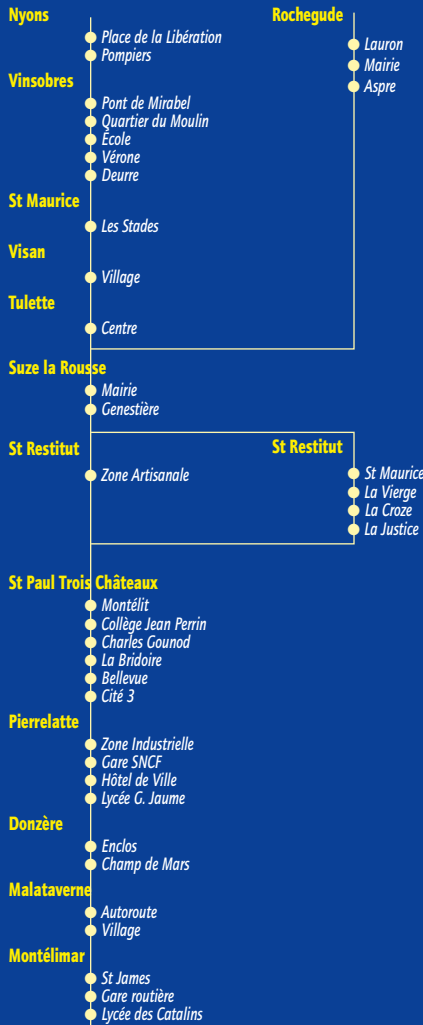 Nyons
Place de la Libération
Pompiers
Vinsobres
Pont de Mirabel
Quartier du Moulin
École
Vérone
Deurre
St Maurice
Les Stades
Visan
Village
Tulette
Centre
Rochegude
Lauron
Mairie
Aspre
Suze la Rousse
Mairie
Genestière
St Restitut
Zone Artisanale
St Restitut
St Maurice
La Vierge
La Croze
La Justice
St Paul Trois Châteaux
Montélit
Collège Jean Perrin
Charles Gounod
La Bridoire
Bellevue
Cité 3
Pierrelatte
Zone Industrielle
Gare SNCF
Hôtel de Ville
Lycée G. Jaume
Donzère
Enclos
Champ de Mars
Malataverne
Autoroute
Village
Montélimar
St James
Gare routière
Lycée des Catalins